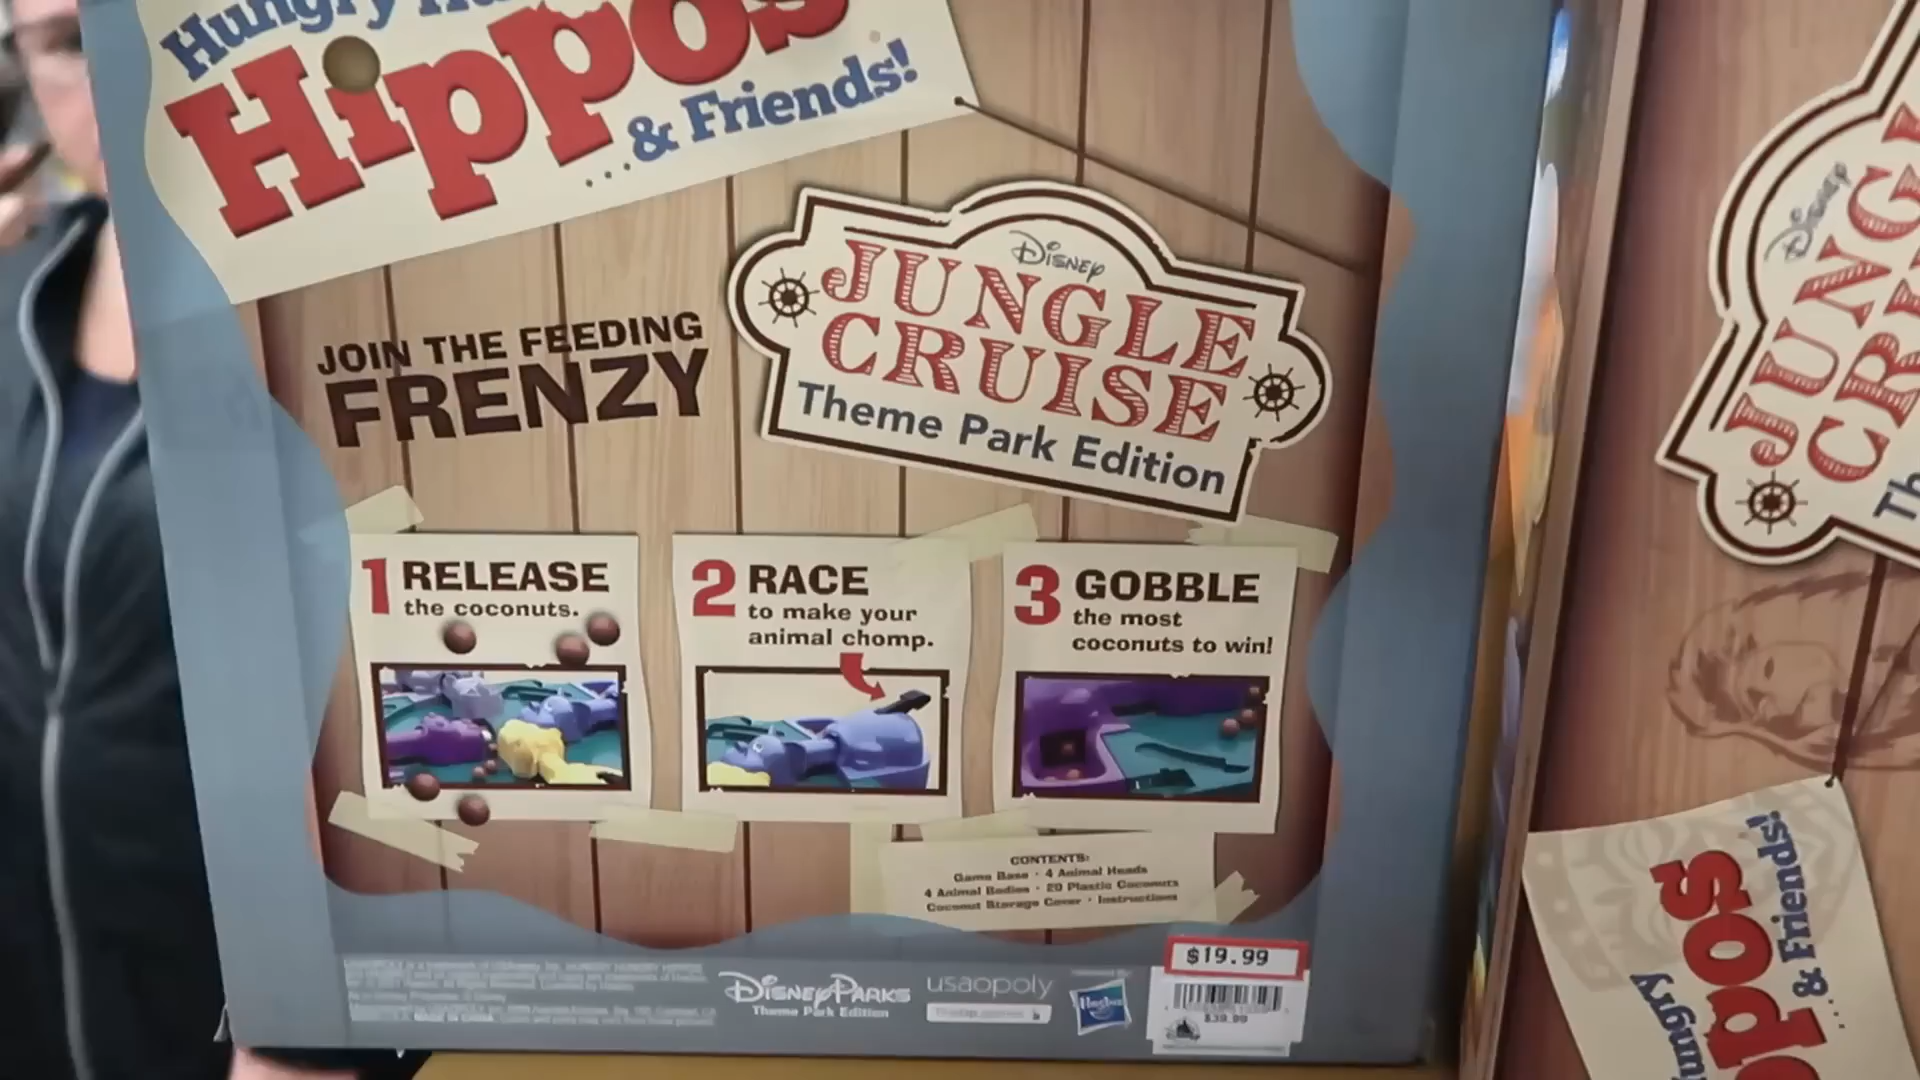 Hungry
Hippos
...& Friends!
JOIN THE FEEDING
FRENZY
DISNEY
JUNGLE
CRUISE
Theme Park Edition
1 RELEASE
the coconuts.
2 RACE
to make your
animal chomp.
3 GOBBLE
the most
coconuts to win!
CONTENTS:
Game Base • 4 Animal Heads
4 Animal Bodies • 20 Plastic Coconuts
Coconut Storage Cover • Instructions
DISNEY PARKS
Theme Park Edition
usaopoly
Hasbro
$19.99
$39.99
DISNEY
JUNG
CRU
Th
Hungry
ppos
...& Friends!